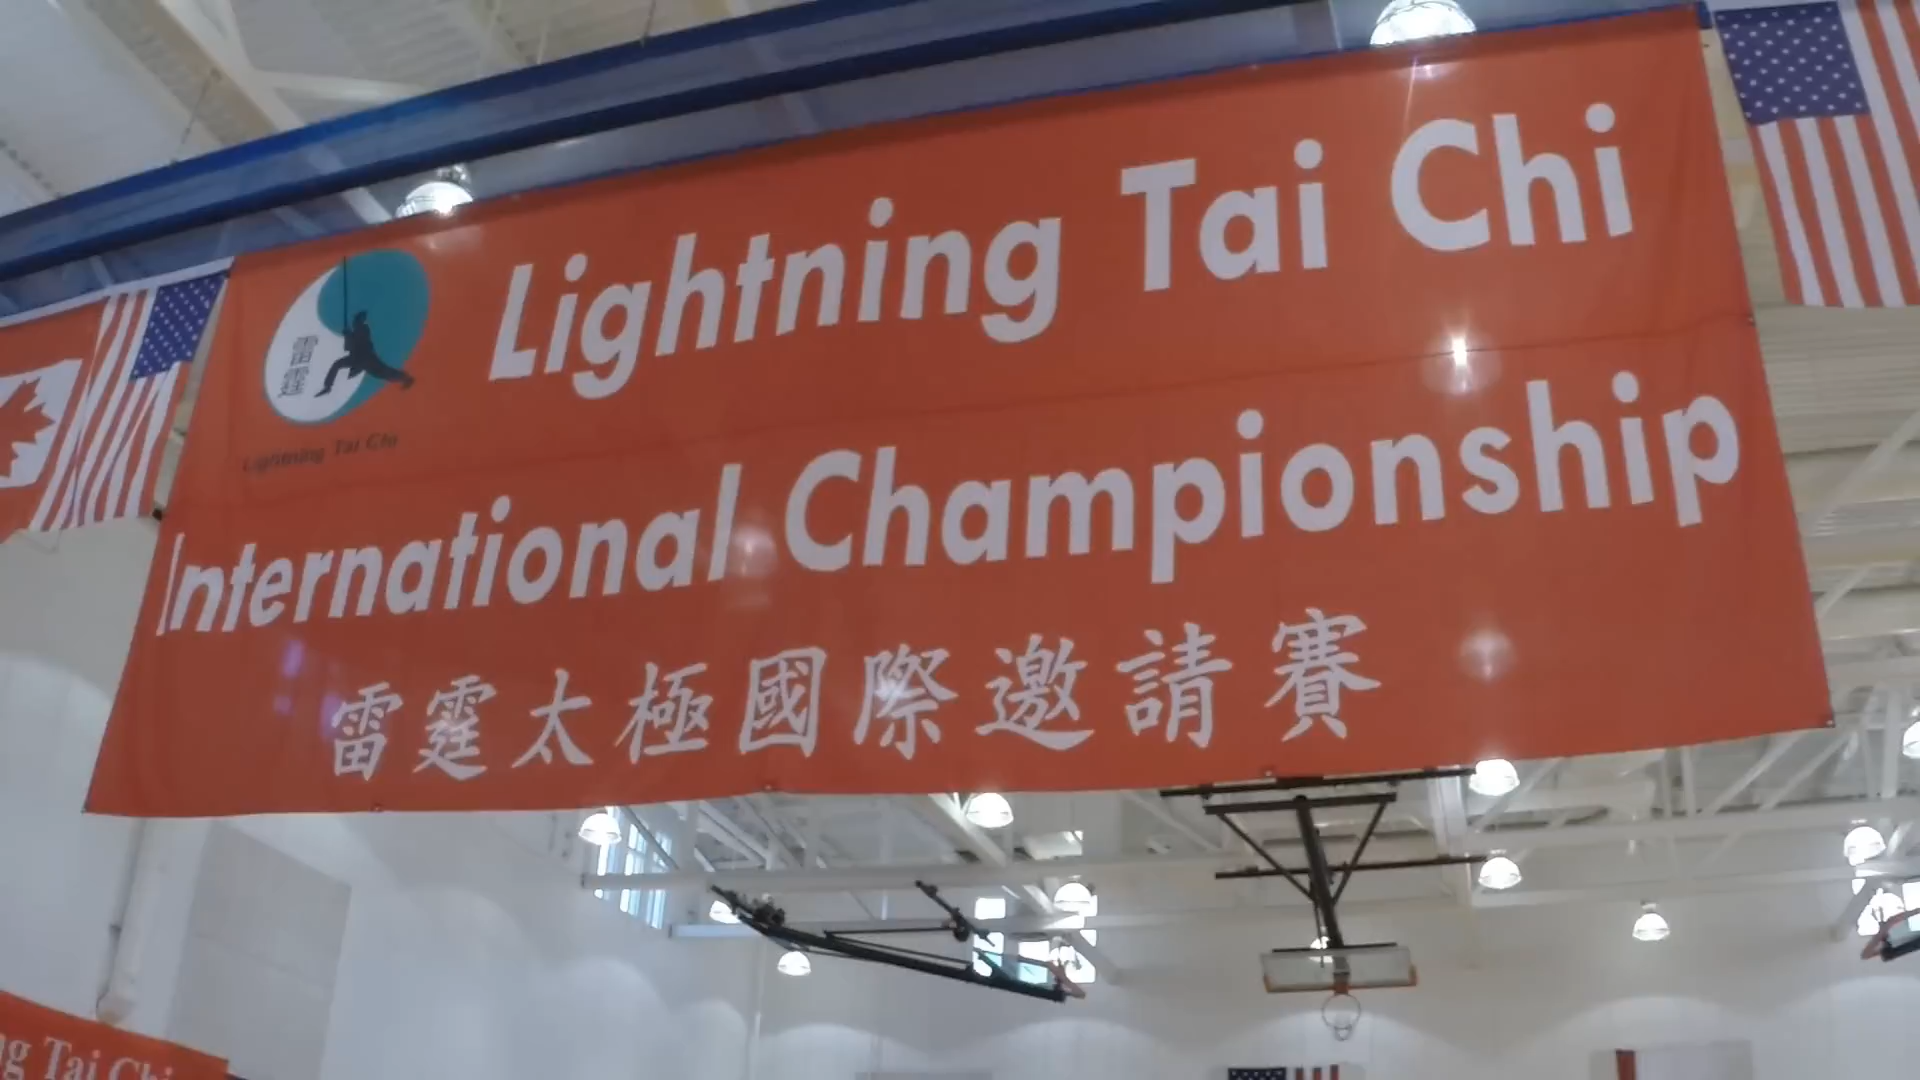 Lightning Tai Chi
International Championship
雷霆太極國際邀請賽
雷霆
Lightning Tai Chi
Tai Chi